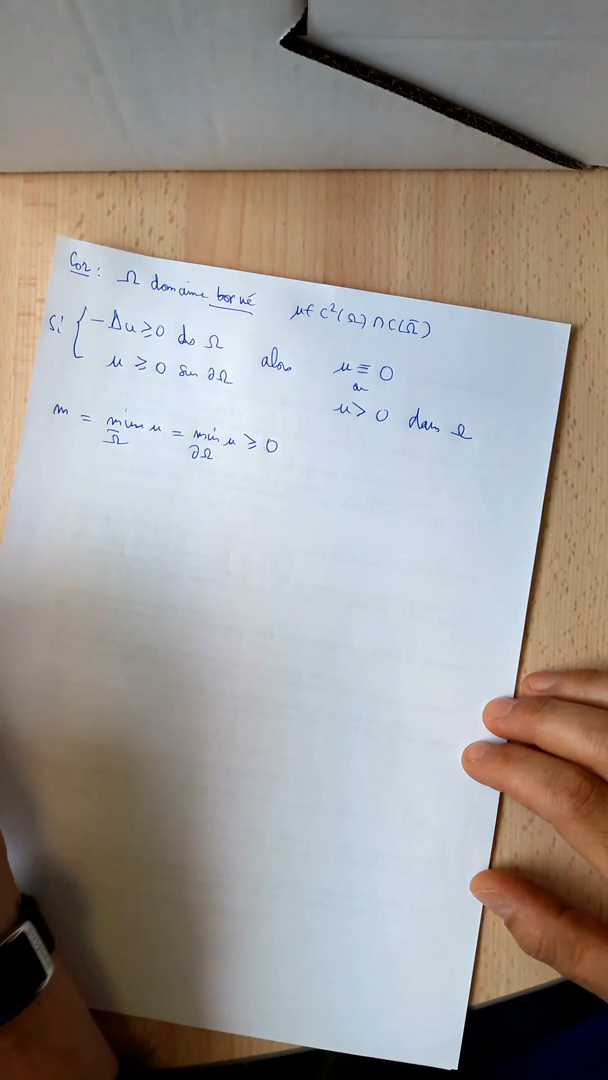 Cor : Ω domaine borné u ∈ C²(Ω) ∩ C(Ω̄)
Si { −Δu ≥ 0 ds Ω alors u ≡ 0
u ≥ 0 sur ∂Ω ou
u > 0 dans Ω
m = min u = min u ≥ 0
Ω̄ ∂Ω